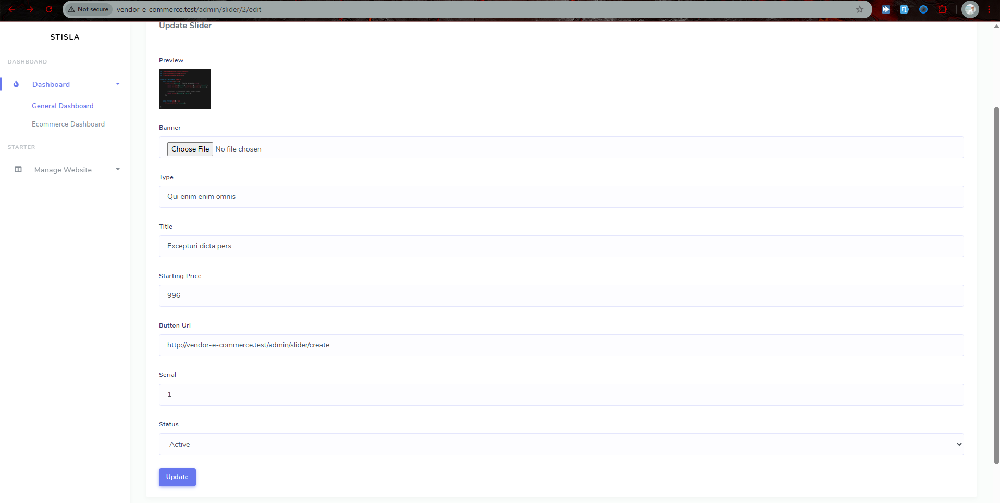 Not secure
vendor-e-commerce.test/admin/slider/2/edit
Update Slider
STISLA
DASHBOARD
Dashboard
General Dashboard
Ecommerce Dashboard
STARTER
Manage Website
Preview
Banner
Choose File No file chosen
Type
Qui enim enim omnis
Title
Excepturi dicta pers
Starting Price
996
Button Url
http://vendor-e-commerce.test/admin/slider/create
Serial
1
Status
Active
Update